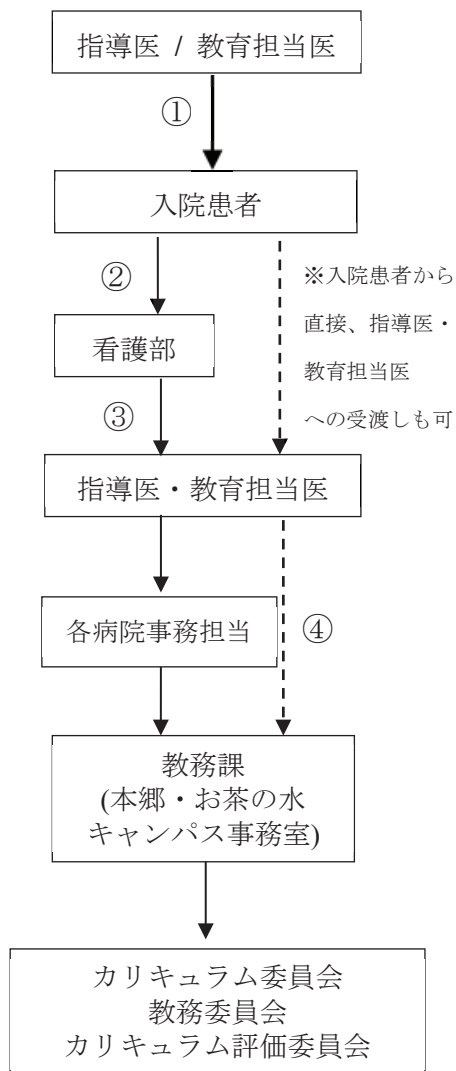 指導医 / 教育担当医
①
入院患者
②
※入院患者から
直接、指導医・
教育担当医
への受渡しも可
看護部
③
指導医・教育担当医
各病院事務担当
④
教務課
(本郷・お茶の水
キャンパス事務室)
カリキュラム委員会
教務委員会
カリキュラム評価委員会